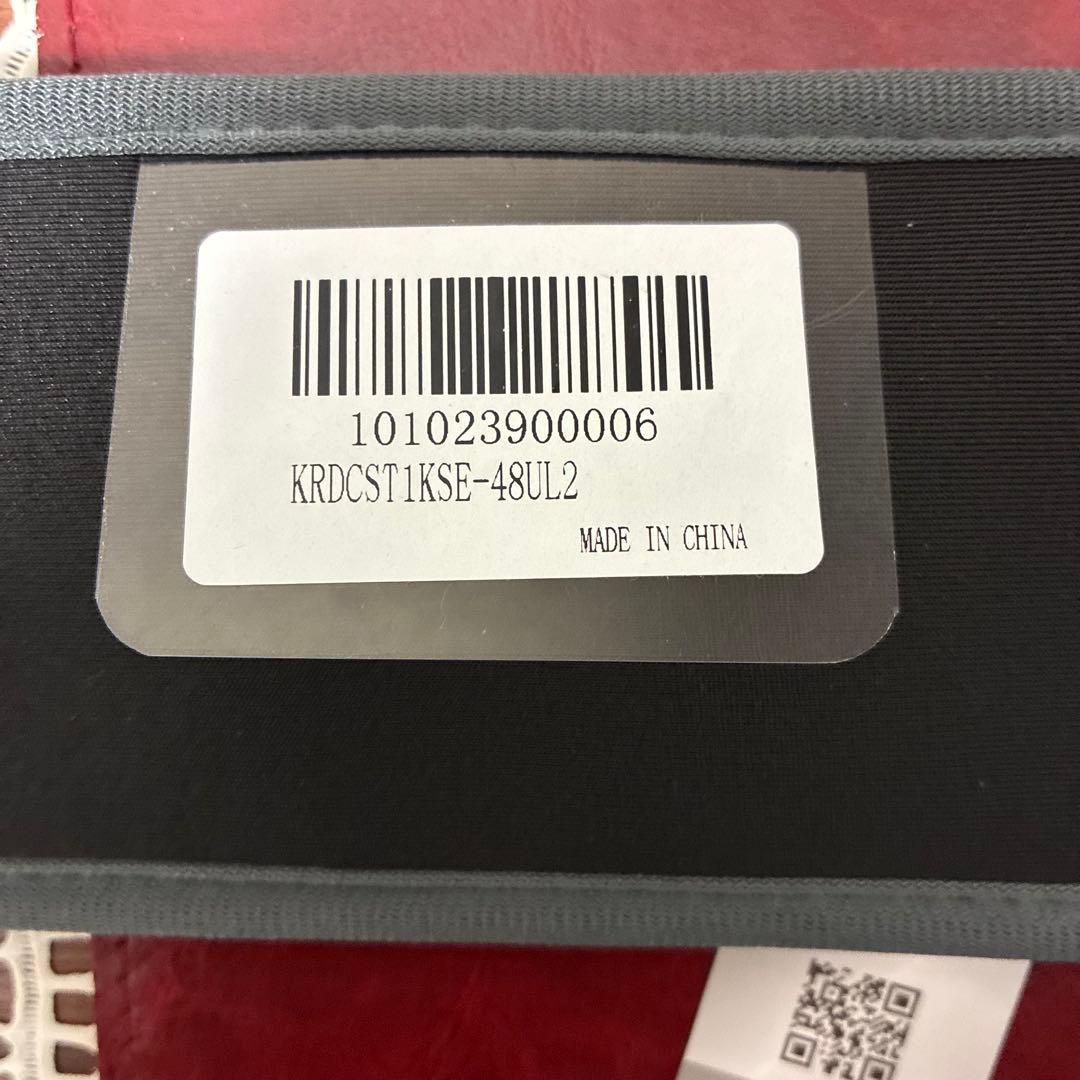 101023900006
KRDCST1KSE-48UL2
MADE IN CHINA